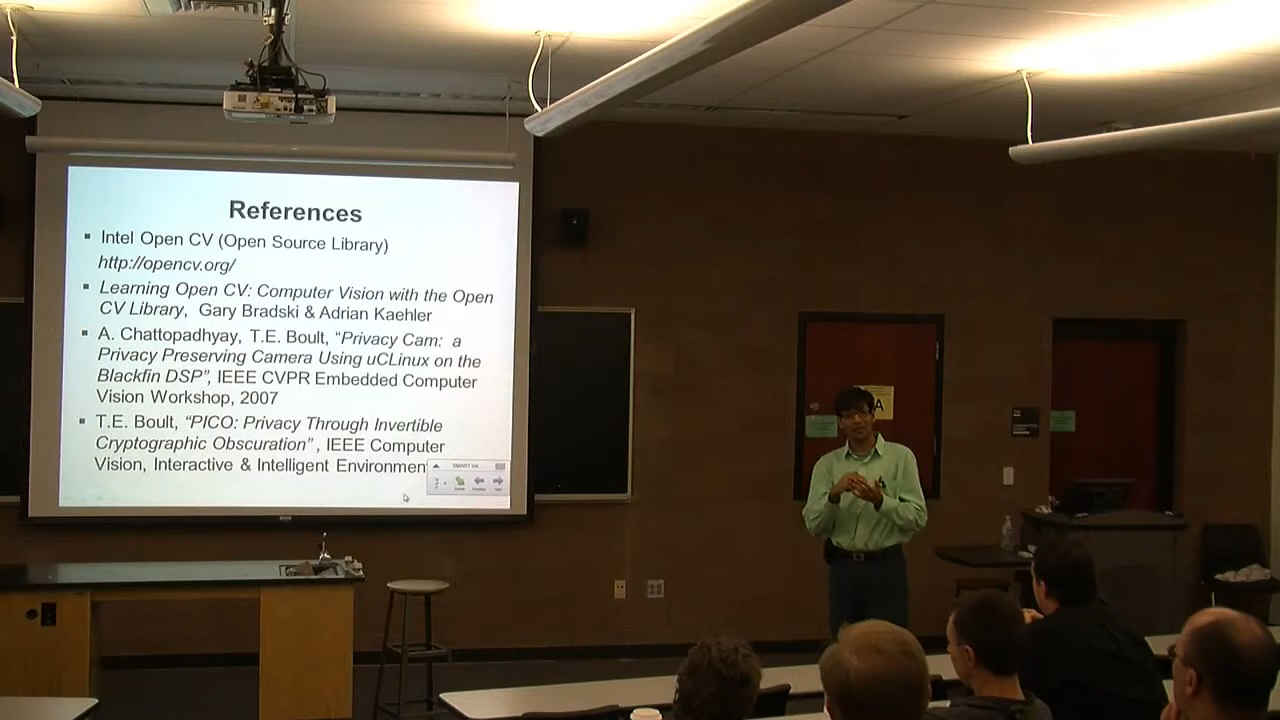 References
Intel Open CV (Open Source Library)
http://opencv.org/
Learning Open CV: Computer Vision with the Open
CV Library, Gary Bradski & Adrian Kaehler
A. Chattopadhyay, T.E. Boult, “Privacy Cam: a
Privacy Preserving Camera Using uCLinux on the
Blackfin DSP”, IEEE CVPR Embedded Computer
Vision Workshop, 2007
T.E. Boult, “PICO: Privacy Through Invertible
Cryptographic Obscuration” , IEEE Computer
Vision, Interactive & Intelligent Environmen
A